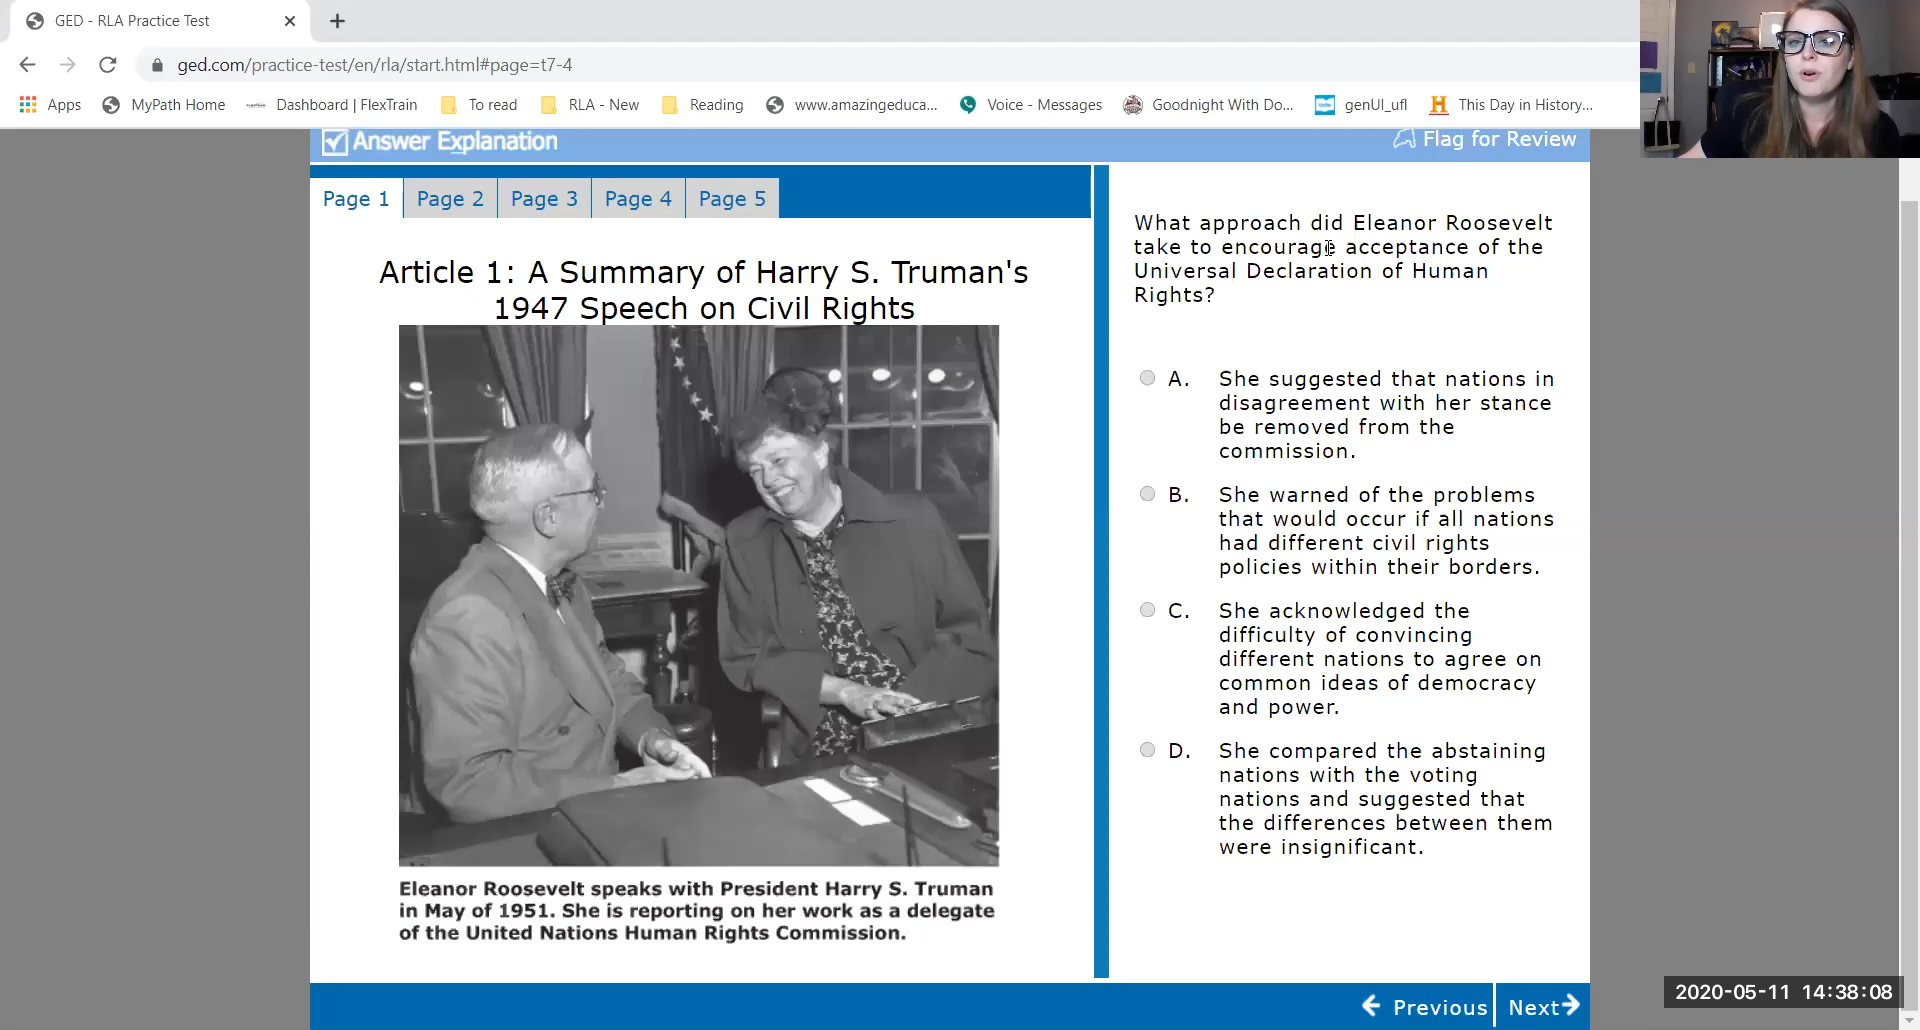 GED - RLA Practice Test
ged.com/practice-test/en/rla/start.html#page=t7-4
Apps MyPath Home Dashboard | FlexTrain To read RLA - New Reading www.amazingeduca... Voice - Messages Goodnight With Do... genUI_ufl This Day in History...
Answer Explanation
Flag for Review
Page 1 Page 2 Page 3 Page 4 Page 5
Article 1: A Summary of Harry S. Truman's
1947 Speech on Civil Rights
Eleanor Roosevelt speaks with President Harry S. Truman
in May of 1951. She is reporting on her work as a delegate
of the United Nations Human Rights Commission.
What approach did Eleanor Roosevelt
take to encourage acceptance of the
Universal Declaration of Human
Rights?
A. She suggested that nations in
disagreement with her stance
be removed from the
commission.
B. She warned of the problems
that would occur if all nations
had different civil rights
policies within their borders.
C. She acknowledged the
difficulty of convincing
different nations to agree on
common ideas of democracy
and power.
D. She compared the abstaining
nations with the voting
nations and suggested that
the differences between them
were insignificant.
Previous Next
2020-05-11 14:38:08